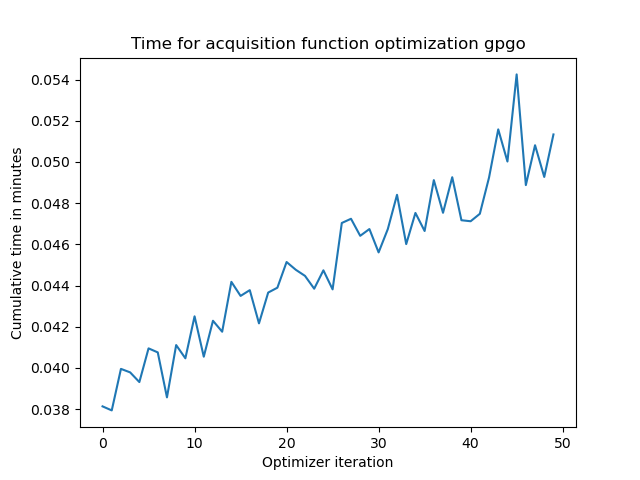 Time for acquisition function optimization gpgo
Cumulative time in minutes
0.054
0.052
0.050
0.048
0.046
0.044
0.042
0.040
0.038
0 10 20 30 40 50
Optimizer iteration